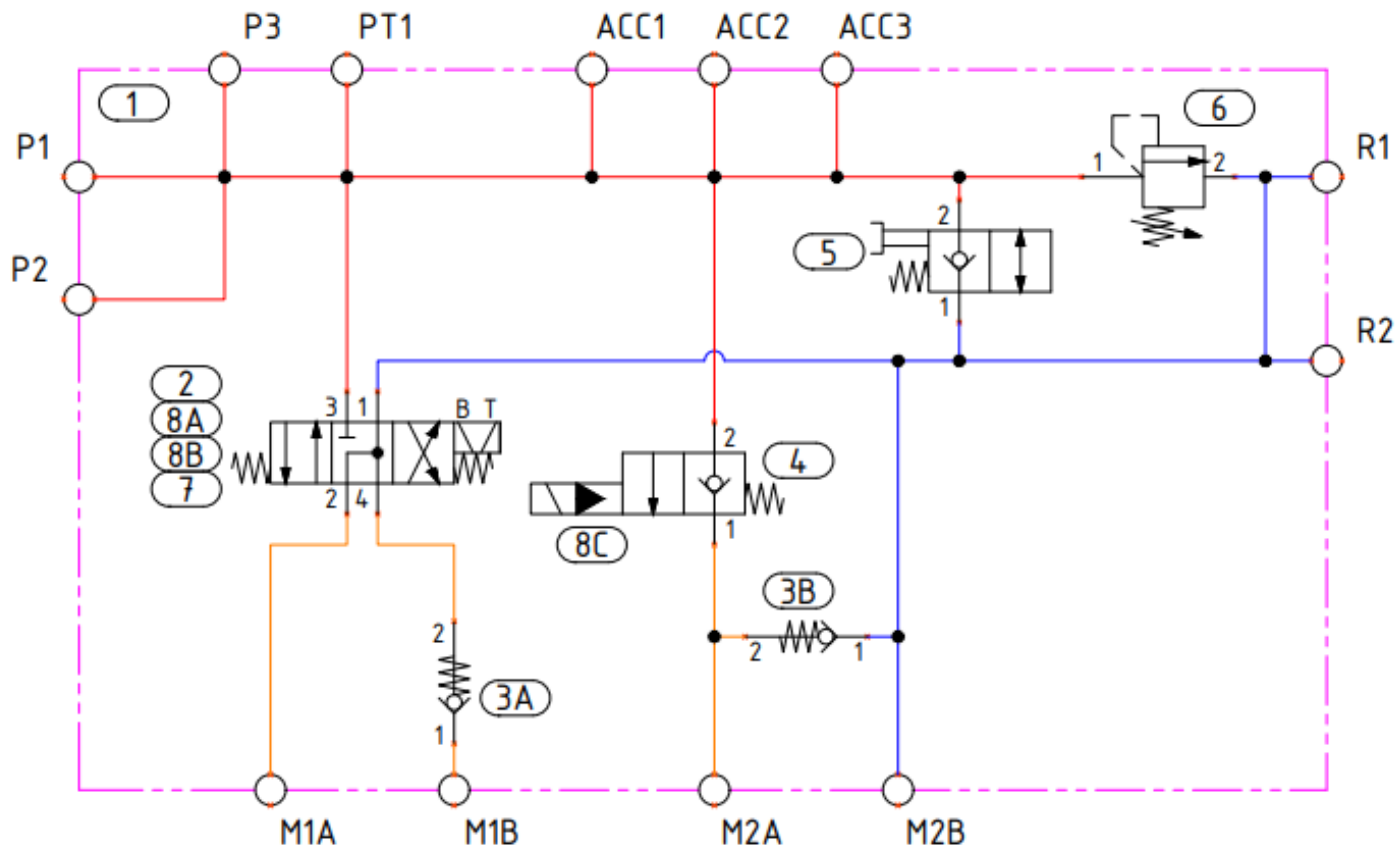 P3 PT1 ACC1 ACC2 ACC3
1 6
P1 1 2 R1
2
5
P2 1
R2
2 3 1 B T
8A 2 4
8B 2 4
7 8C 1
3B
2 2 1
3A
1
M1A M1B M2A M2B